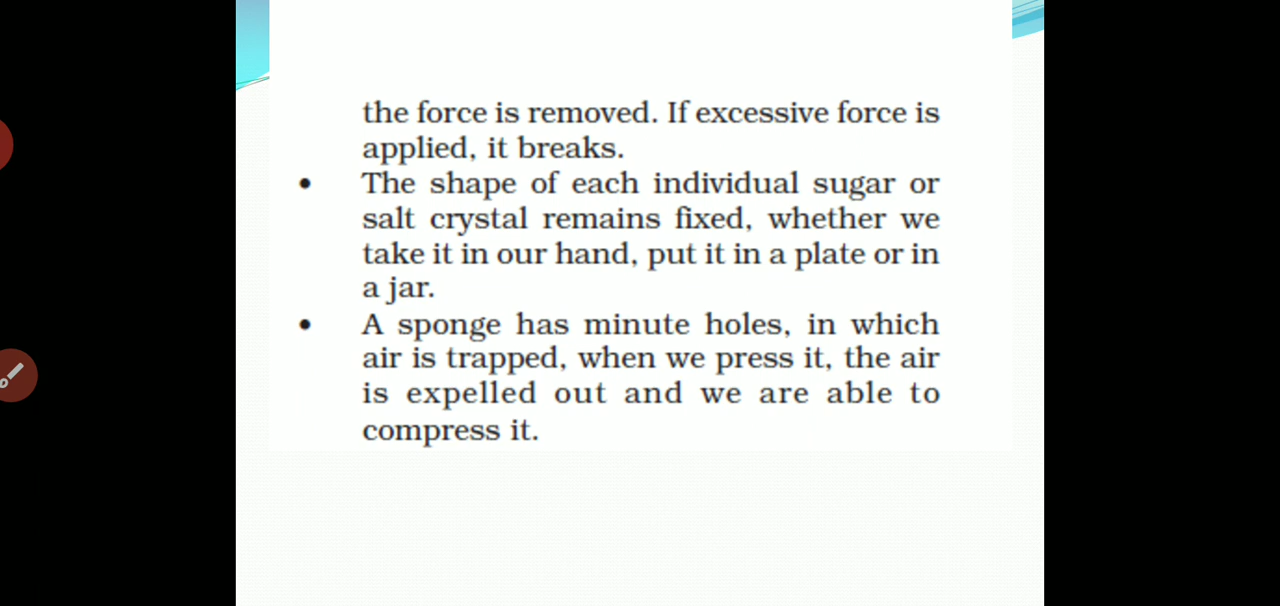 the force is removed. If excessive force is
applied, it breaks.
• The shape of each individual sugar or
salt crystal remains fixed, whether we
take it in our hand, put it in a plate or in
a jar.
• A sponge has minute holes, in which
air is trapped, when we press it, the air
is expelled out and we are able to
compress it.